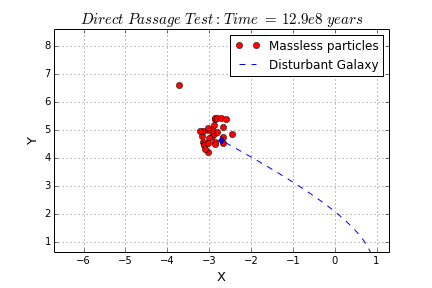 Direct Passage Test: Time = 12.9e8 years
Massless particles
Disturbant Galaxy
Y
8
7
6
5
4
3
2
1
−6 −5 −4 −3 −2 −1 0 1
X